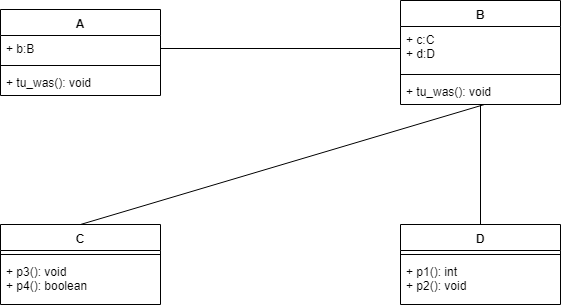 A
+ b:B
+ tu_was(): void
B
+ c:C
+ d:D
+ tu_was(): void
C
+ p3(): void
+ p4(): boolean
D
+ p1(): int
+ p2(): void